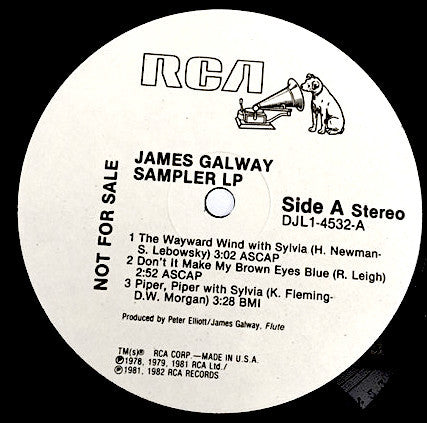 RCA
JAMES GALWAY
SAMPLER LP
NOT FOR SALE
Side A Stereo
DJL1-4532-A
1 The Wayward Wind with Sylvia (H. Newman-
S. Lebowsky) 3:02 ASCAP
2 Don't it Make My Brown Eyes Blue (R. Leigh)
2:52 ASCAP
3 Piper, Piper with Sylvia (K. Fleming-
D.W. Morgan) 3:28 BMI
Produced by Peter Elliott/James Galway, Flute
TM(s)® RCA CORP.—MADE IN U.S.A.
℗1978, 1979, 1981 RCA Ltd./
℗1981, 1982 RCA RECORDS